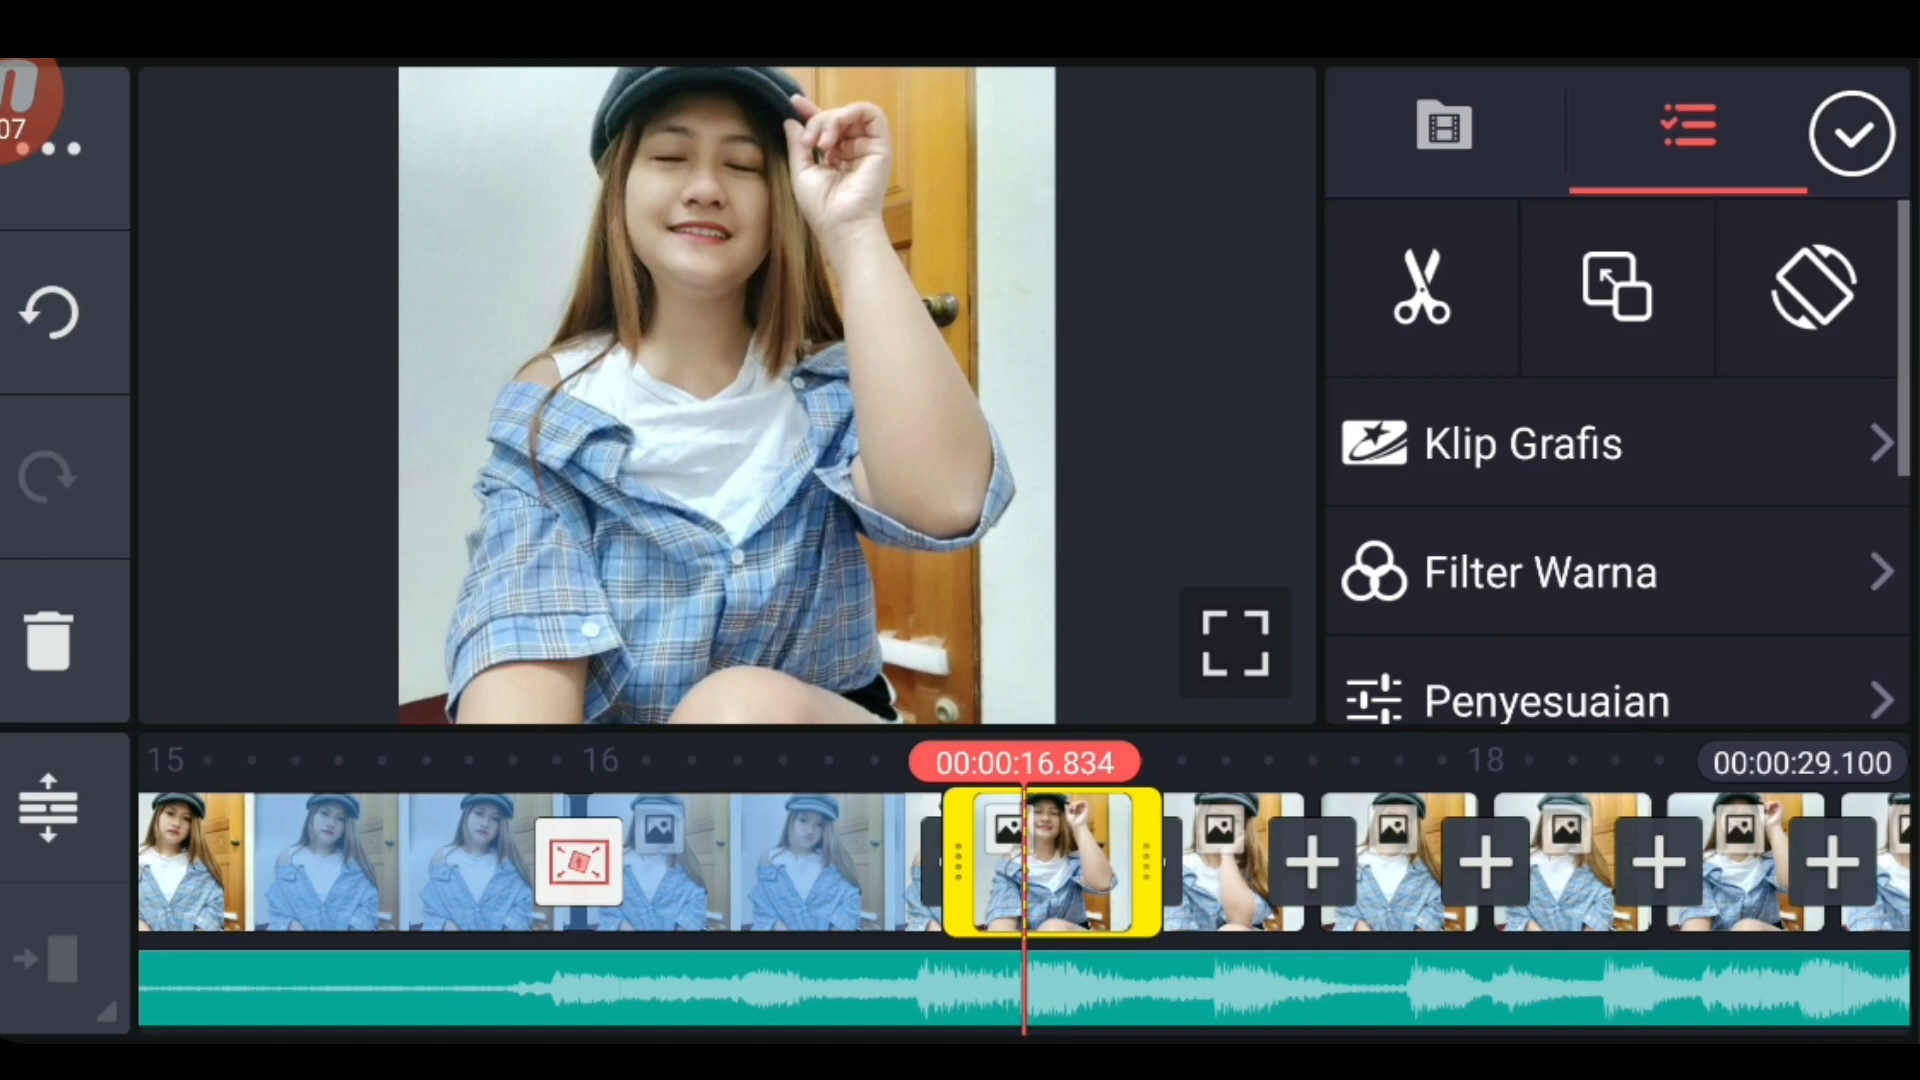 07
Klip Grafis
Filter Warna
Penyesuaian
15
16
00:00:16.834
18
00:00:29.100